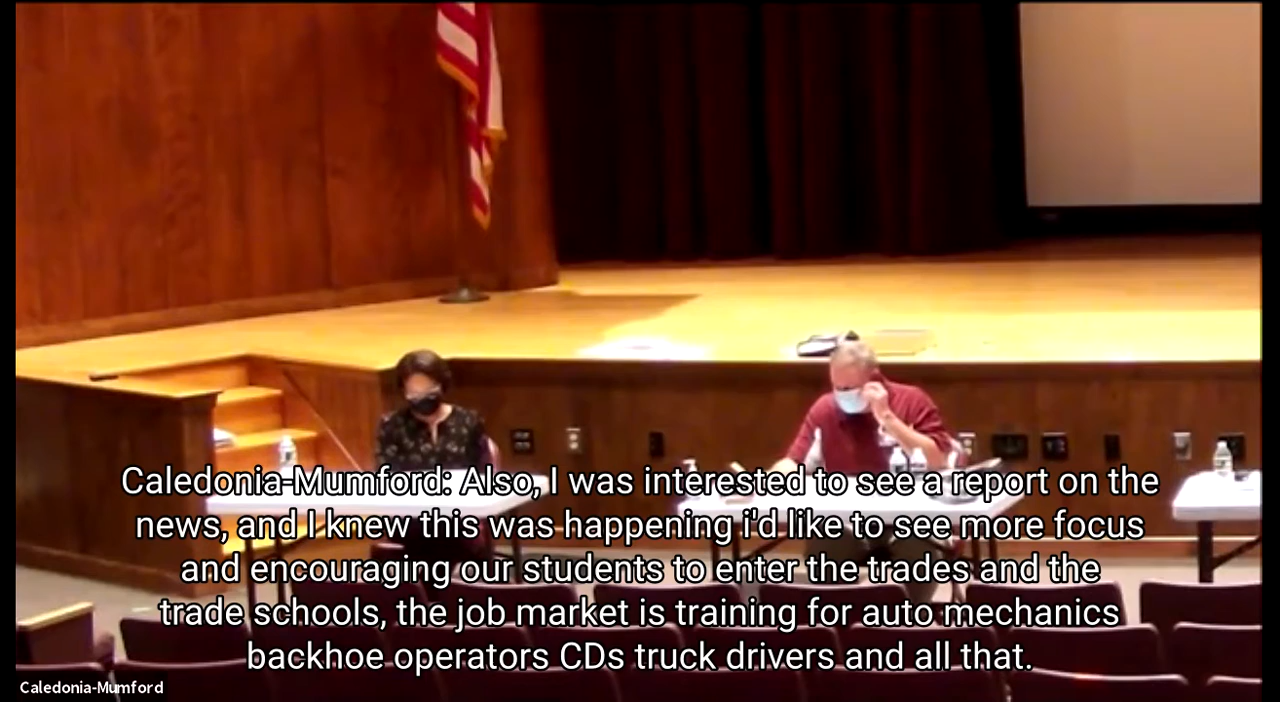 Caledonia-Mumford: Also, I was interested to see a report on the
news, and I knew this was happening i'd like to see more focus
and encouraging our students to enter the trades and the
trade schools, the job market is training for auto mechanics
backhoe operators CDs truck drivers and all that.
Caledonia-Mumford